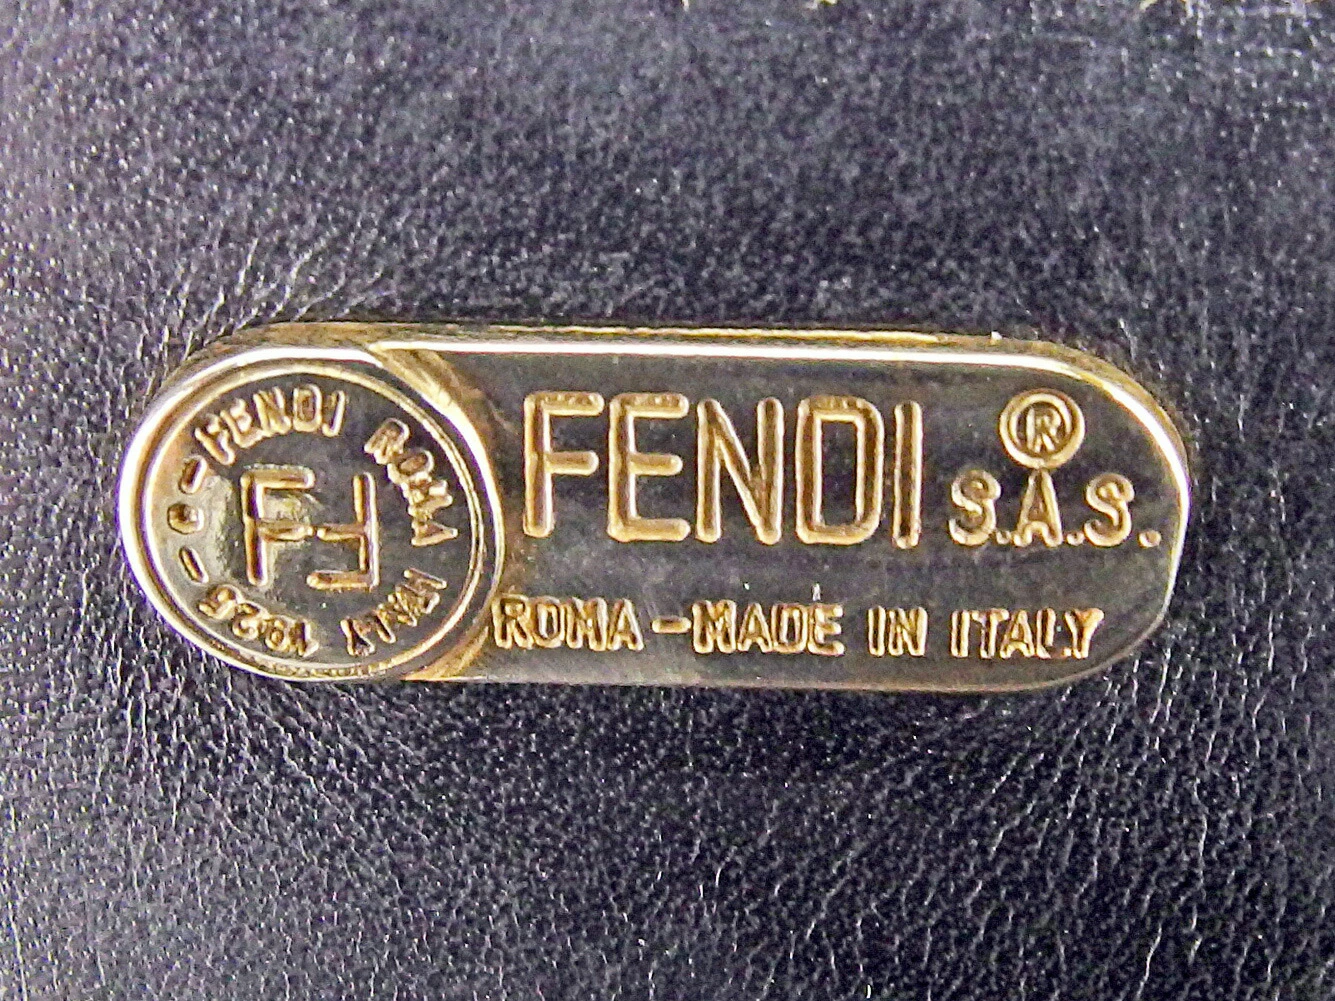 FENDI ROMA ITALY 1925
FF
FENDI S.A.S. ®
ROMA - MADE IN ITALY